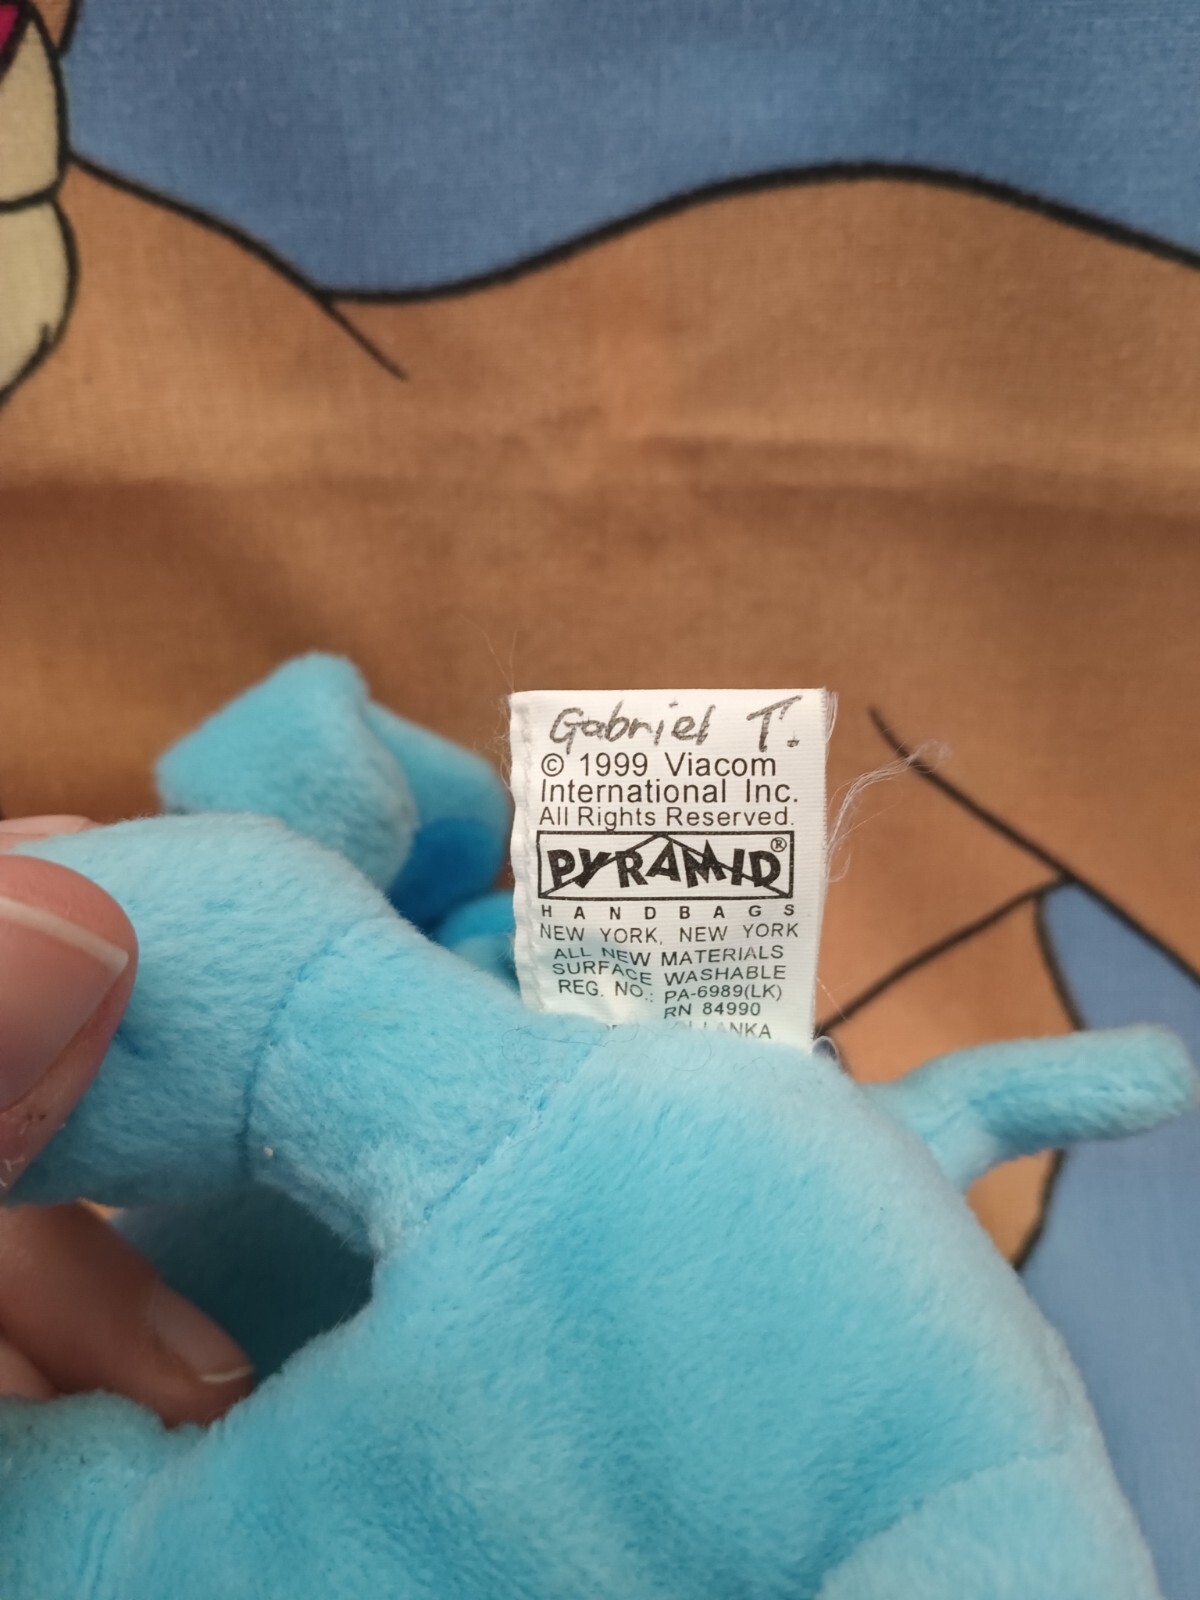 Gabriel T.
© 1999 Viacom
International Inc.
All Rights Reserved.
PYRAMID®
HANDBAGS
NEW YORK, NEW YORK
ALL NEW MATERIALS
SURFACE WASHABLE
REG. NO.: PA-6989(LK)
RN 84990